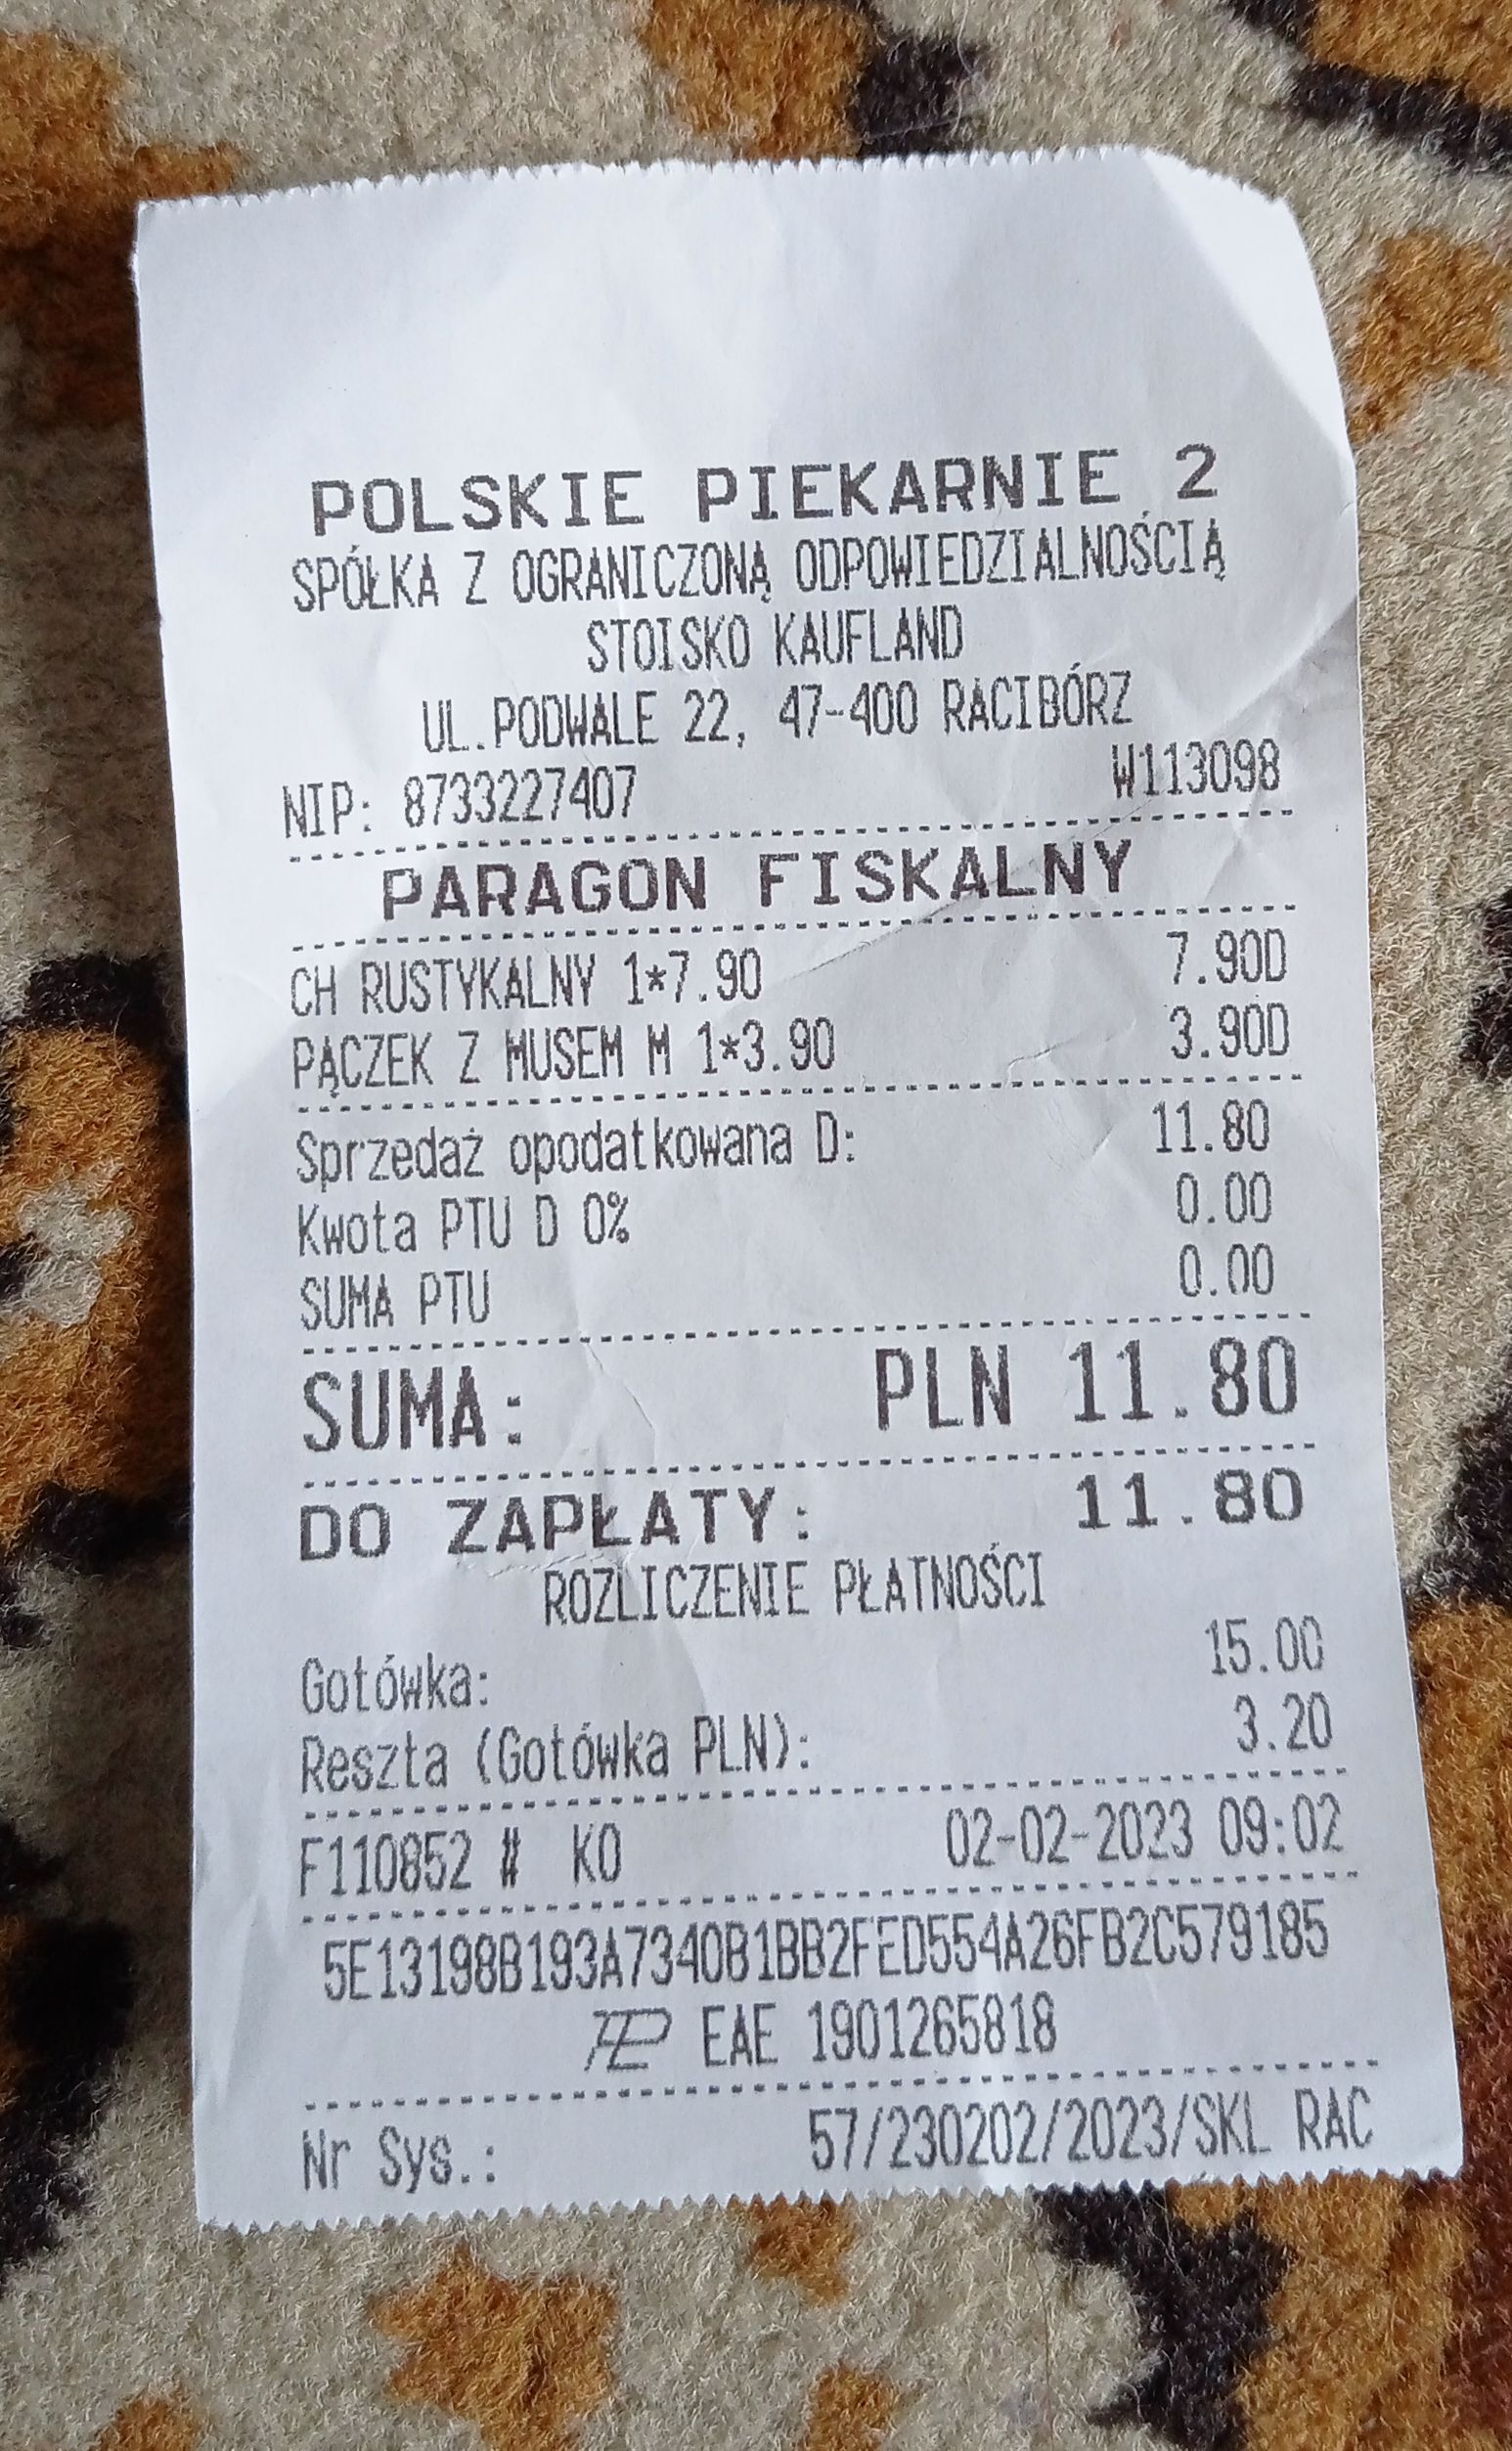 POLSKIE PIEKARNIE 2
SPÓŁKA Z OGRANICZONĄ ODPOWIEDZIALNOŚCIĄ
STOISKO KAUFLAND
UL.PODWALE 22, 47-400 RACIBÓRZ
NIP: 8733227407 W113098
PARAGON FISKALNY
CH RUSTYKALNY 1*7.90 7.90D
PĄCZEK Z MUSEM M 1*3.90 3.90D
Sprzedaż opodatkowana D: 11.80
Kwota PTU D 0% 0.00
SUMA PTU 0.00
SUMA: PLN 11.80
DO ZAPŁATY: 11.80
ROZLICZENIE PŁATNOŚCI
Gotówka: 15.00
Reszta (Gotówka PLN): 3.20
F110852 # KO 02-02-2023 09:02
5E13198B193A7340B1BB2FED554A26FB2C579185
EAE 1901265818
Nr Sys.: 57/230202/2023/SKL RAC